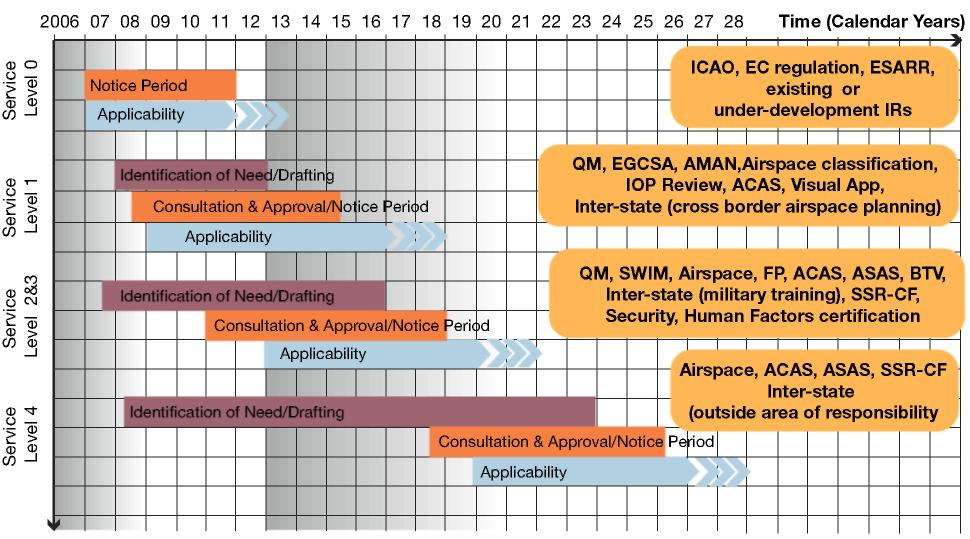 2006 07 08 09 10 11 12 13 14 15 16 17 18 19 20 21 22 23 24 25 26 27 28 Time (Calendar Years)
Service
Level 0
Notice Period
Applicability
ICAO, EC regulation, ESARR,
existing or
under-development IRs
Service
Level 1
Identification of Need/Drafting
Consultation & Approval/Notice Period
Applicability
QM, EGCSA, AMAN,Airspace classification,
IOP Review, ACAS, Visual App,
Inter-state (cross border airspace planning)
Service
Level 2&3
Identification of Need/Drafting
Consultation & Approval/Notice Period
Applicability
QM, SWIM, Airspace, FP, ACAS, ASAS, BTV,
Inter-state (military training), SSR-CF,
Security, Human Factors certification
Service
Level 4
Identification of Need/Drafting
Consultation & Approval/Notice Period
Applicability
Airspace, ACAS, ASAS, SSR-CF
Inter-state
(outside area of responsibility